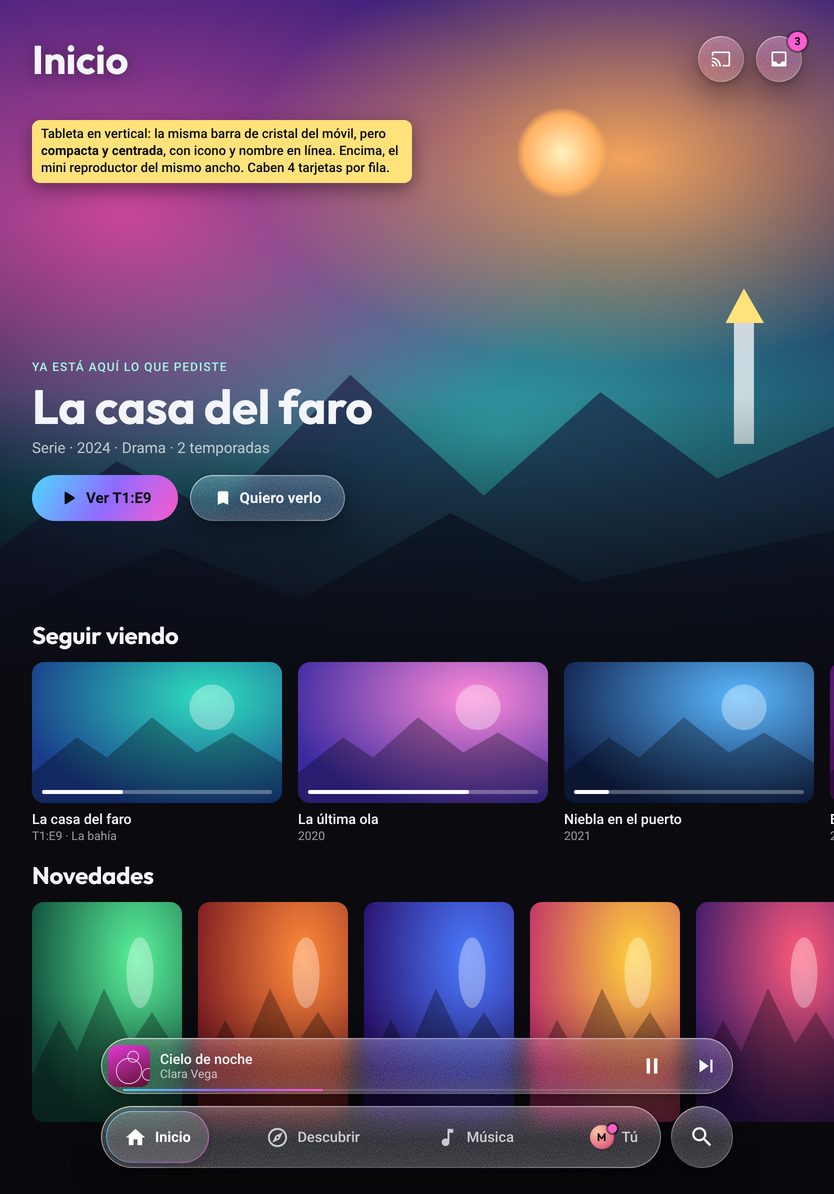 Inicio
3
Tableta en vertical: la misma barra de cristal del móvil, pero
compacta y centrada, con icono y nombre en línea. Encima, el
mini reproductor del mismo ancho. Caben 4 tarjetas por fila.
YA ESTÁ AQUÍ LO QUE PEDISTE
La casa del faro
Serie · 2024 · Drama · 2 temporadas
Ver T1:E9
Quiero verlo
Seguir viendo
La casa del faro
T1:E9 · La bahía
La última ola
2020
Niebla en el puerto
2021
Novedades
Cielo de noche
Clara Vega
Inicio
Descubrir
Música
M
Tú